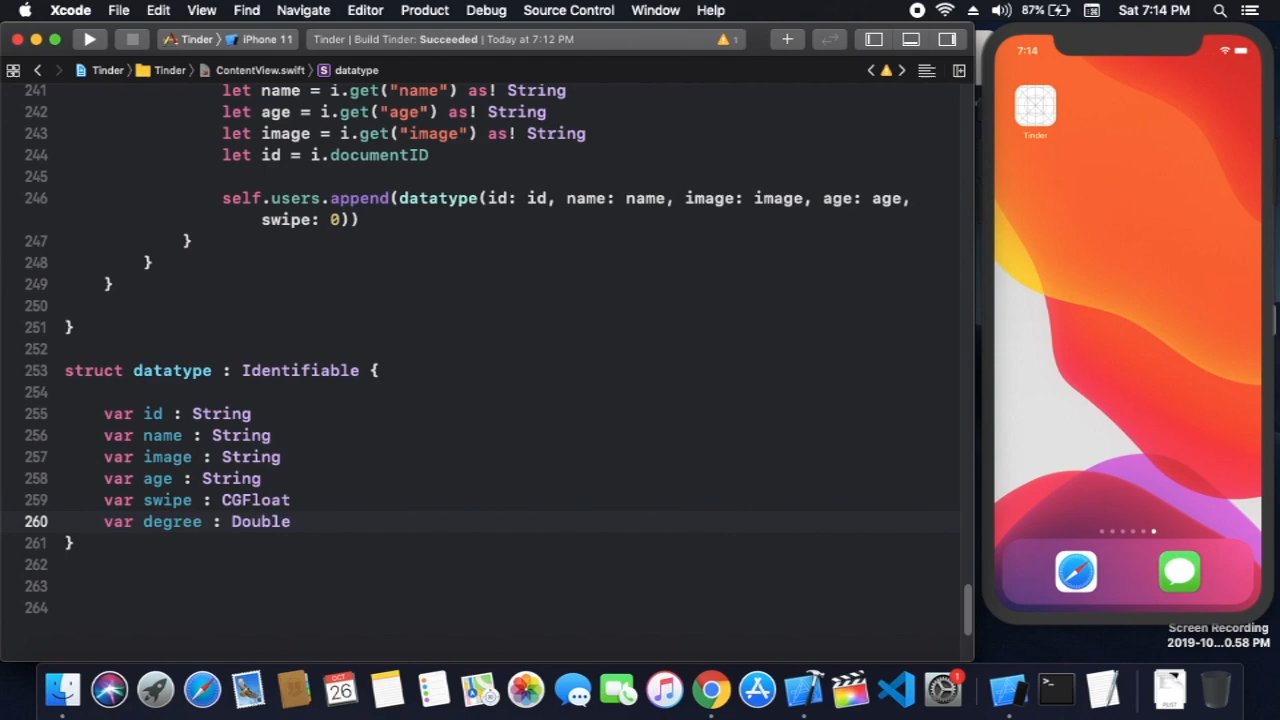 Xcode File Edit View Find Navigate Editor Product Debug Source Control Window Help 87% Sat 7:14 PM
Tinder iPhone 11 Tinder | Build Tinder: Succeeded | Today at 7:12 PM 1
Tinder Tinder ContentView.swift S datatype
241 let name = i.get("name") as! String
242 let age = i.get("age") as! String
243 let image = i.get("image") as! String
244 let id = i.documentID
245
246 self.users.append(datatype(id: id, name: name, image: image, age: age,
swipe: 0))
247 }
248 }
249 }
250
251 }
252
253 struct datatype : Identifiable {
254
255 var id : String
256 var name : String
257 var image : String
258 var age : String
259 var swipe : CGFloat
260 var degree : Double
261 }
262
263
264
7:14
Tinder
Screen Recording
2019-10...0.58 PM
OCT
26
1